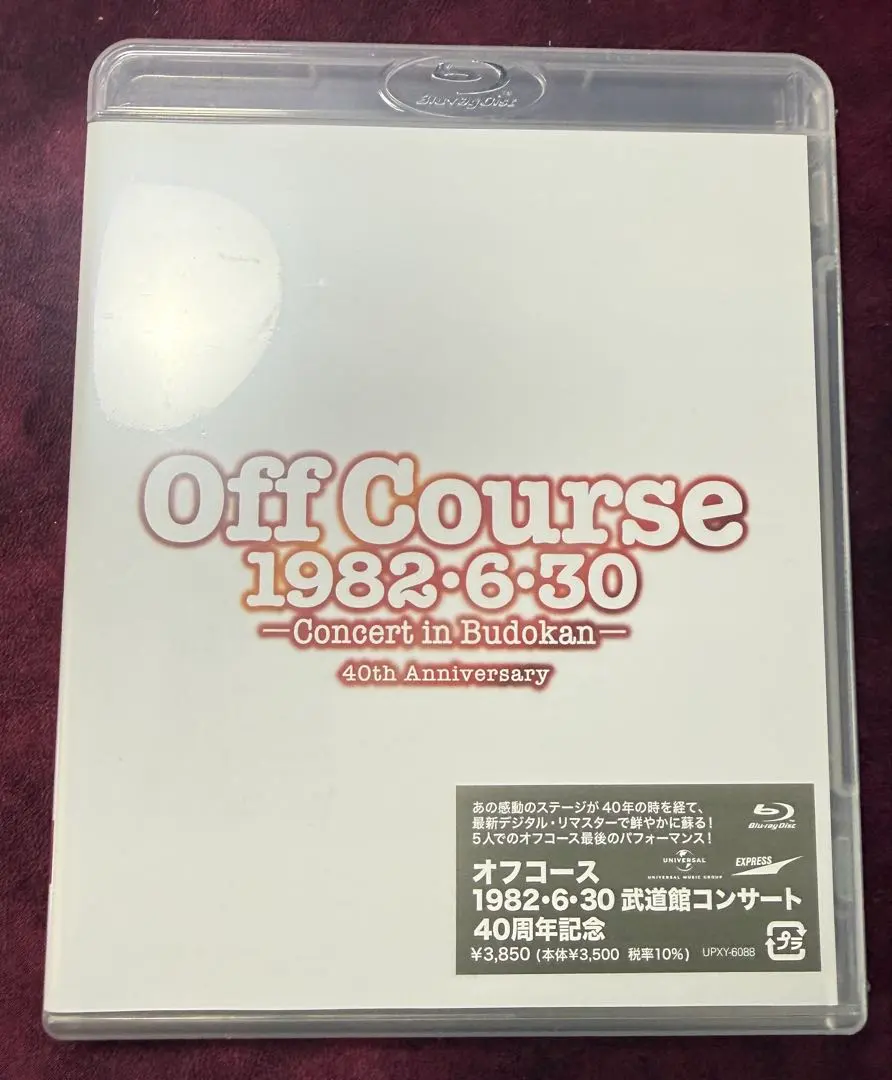 Blu-ray Disc
Off Course
1982・6・30
—Concert in Budokan—
40th Anniversary
あの感動のステージが40年の時を経て、
最新デジタル・リマスターで鮮やかに蘇る！
5人でのオフコース最後のパフォーマンス！
Blu-ray Disc
UNIVERSAL
UNIVERSAL MUSIC GROUP
EXPRESS
オフコース
1982・6・30 武道館コンサート
40周年記念
¥3,850 (本体¥3,500 税率10%) UPXY-6088
プラ